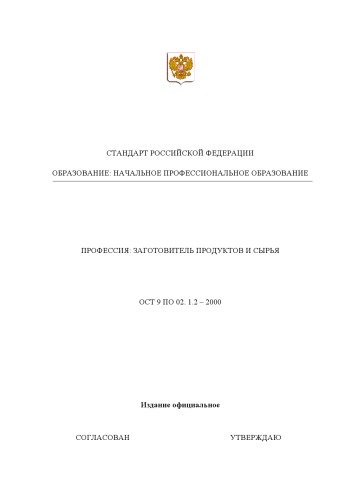 СТАНДАРТ РОССИЙСКОЙ ФЕДЕРАЦИИ
ОБРАЗОВАНИЕ: НАЧАЛЬНОЕ ПРОФЕССИОНАЛЬНОЕ ОБРАЗОВАНИЕ
ПРОФЕССИЯ: ЗАГОТОВИТЕЛЬ ПРОДУКТОВ И СЫРЬЯ
ОСТ 9 ПО 02. 1.2 – 2000
Издание официальное
СОГЛАСОВАН УТВЕРЖДАЮ